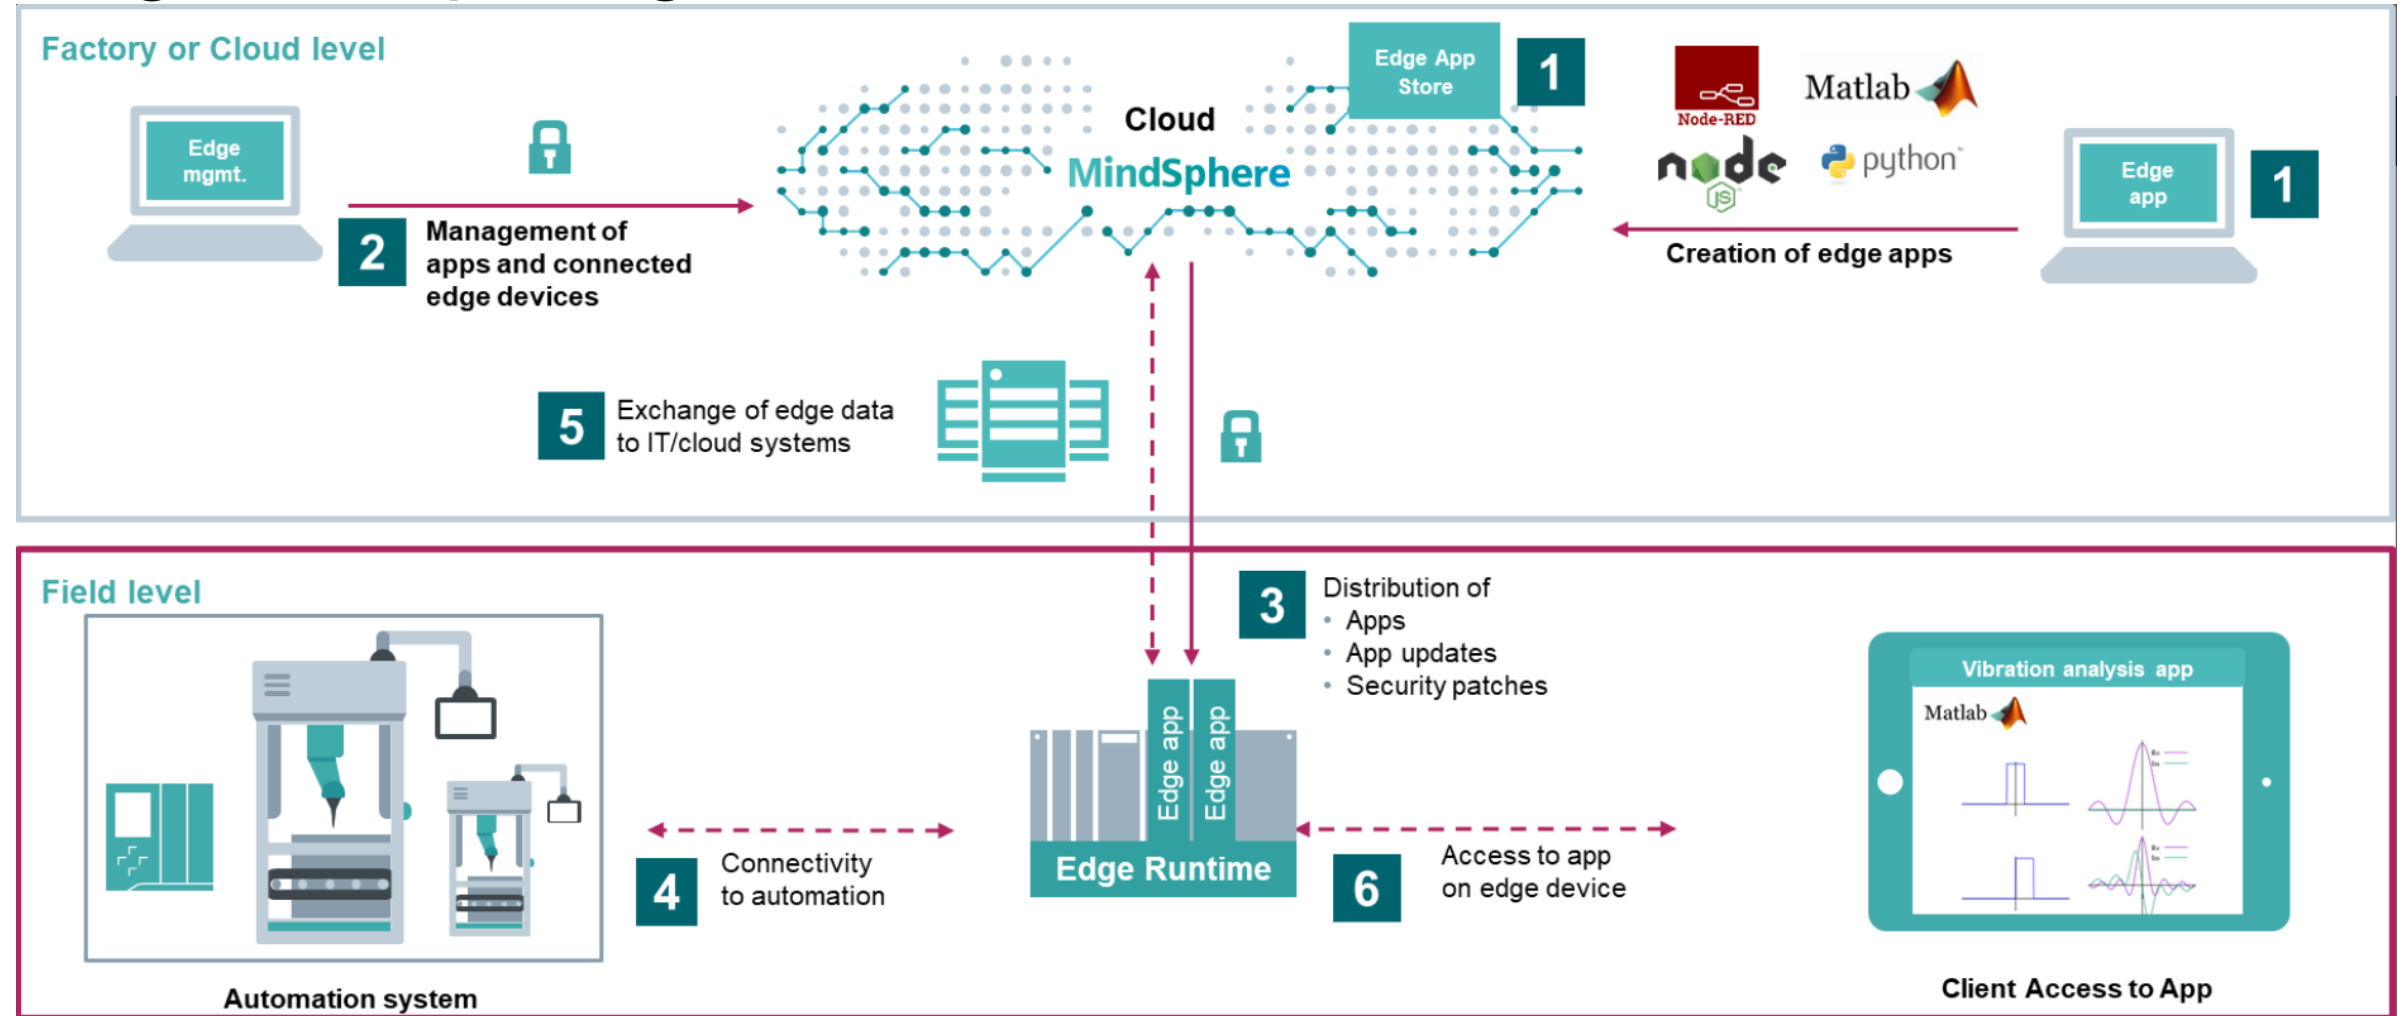 Factory or Cloud level
Edge App
Store
1
Node-RED
Matlab
Cloud
MindSphere
Edge
mgmt.
node
JS
python
Edge
app
1
2
Management of
apps and connected
edge devices
Creation of edge apps
5
Exchange of edge data
to IT/cloud systems
Field level
3
Distribution of
• Apps
• App updates
• Security patches
Vibration analysis app
Matlab
Edge app
Edge app
Edge Runtime
4
Connectivity
to automation
6
Access to app
on edge device
Automation system
Client Access to App